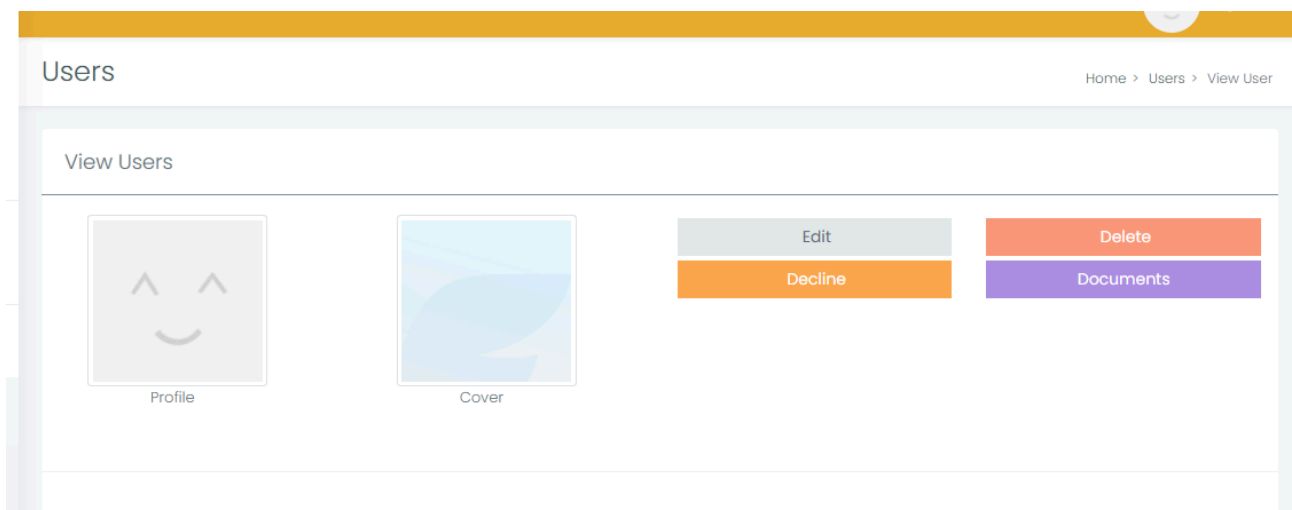 Users
Home > Users > View User
View Users
Edit
Delete
Decline
Documents
Profile
Cover